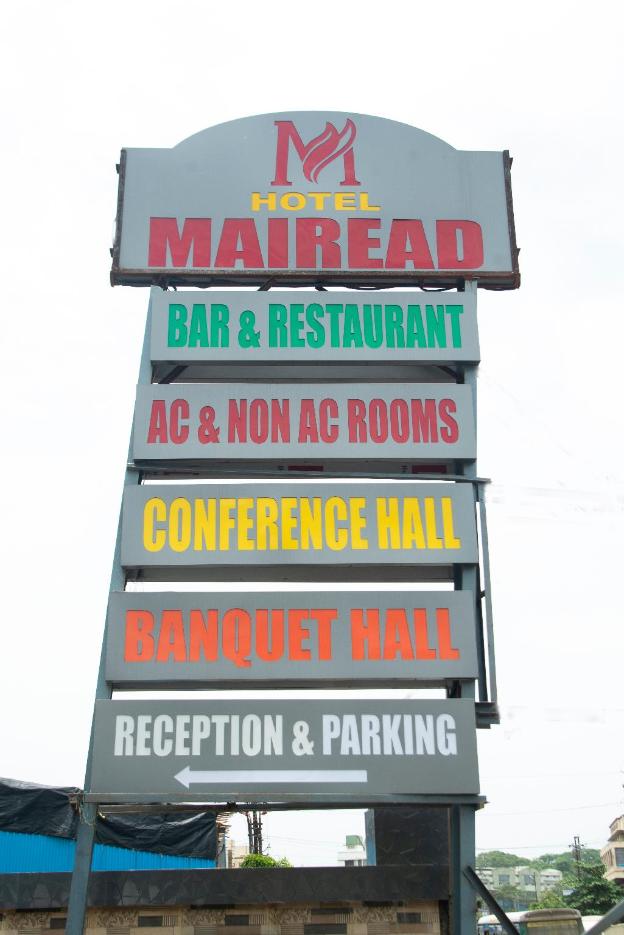 M
HOTEL
MAIREAD
BAR & RESTAURANT
AC & NON AC ROOMS
CONFERENCE HALL
BANQUET HALL
RECEPTION & PARKING